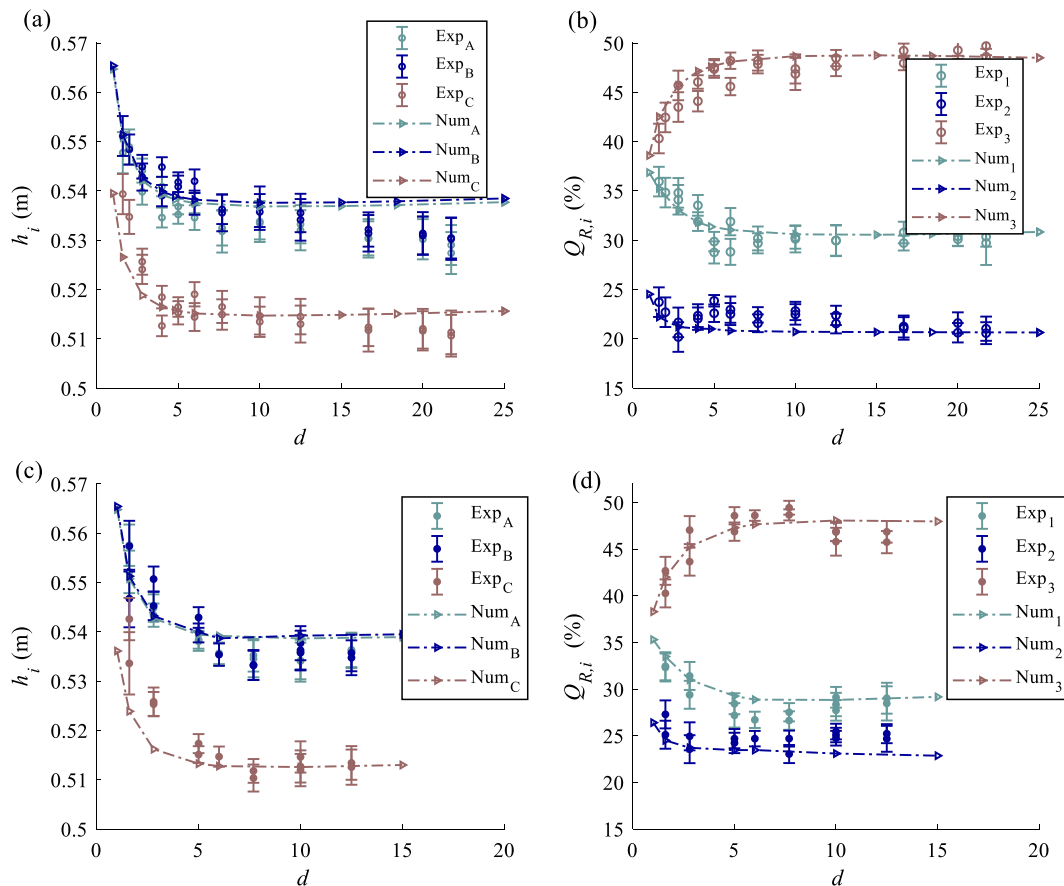 (a)
0.57
0.56
0.55
0.54
0.53
0.52
0.51
0.5
0 5 10 15 20 25
h_i (m)
d
Exp_A
Exp_B
Exp_C
Num_A
Num_B
Num_C
(b)
50
45
40
35
30
25
20
15
0 5 10 15 20 25
Q_R,i (%)
d
Exp_1
Exp_2
Exp_3
Num_1
Num_2
Num_3
(c)
0.57
0.56
0.55
0.54
0.53
0.52
0.51
0.5
0 5 10 15 20
h_i (m)
d
Exp_A
Exp_B
Exp_C
Num_A
Num_B
Num_C
(d)
50
45
40
35
30
25
20
15
0 5 10 15 20
Q_R,i (%)
d
Exp_1
Exp_2
Exp_3
Num_1
Num_2
Num_3